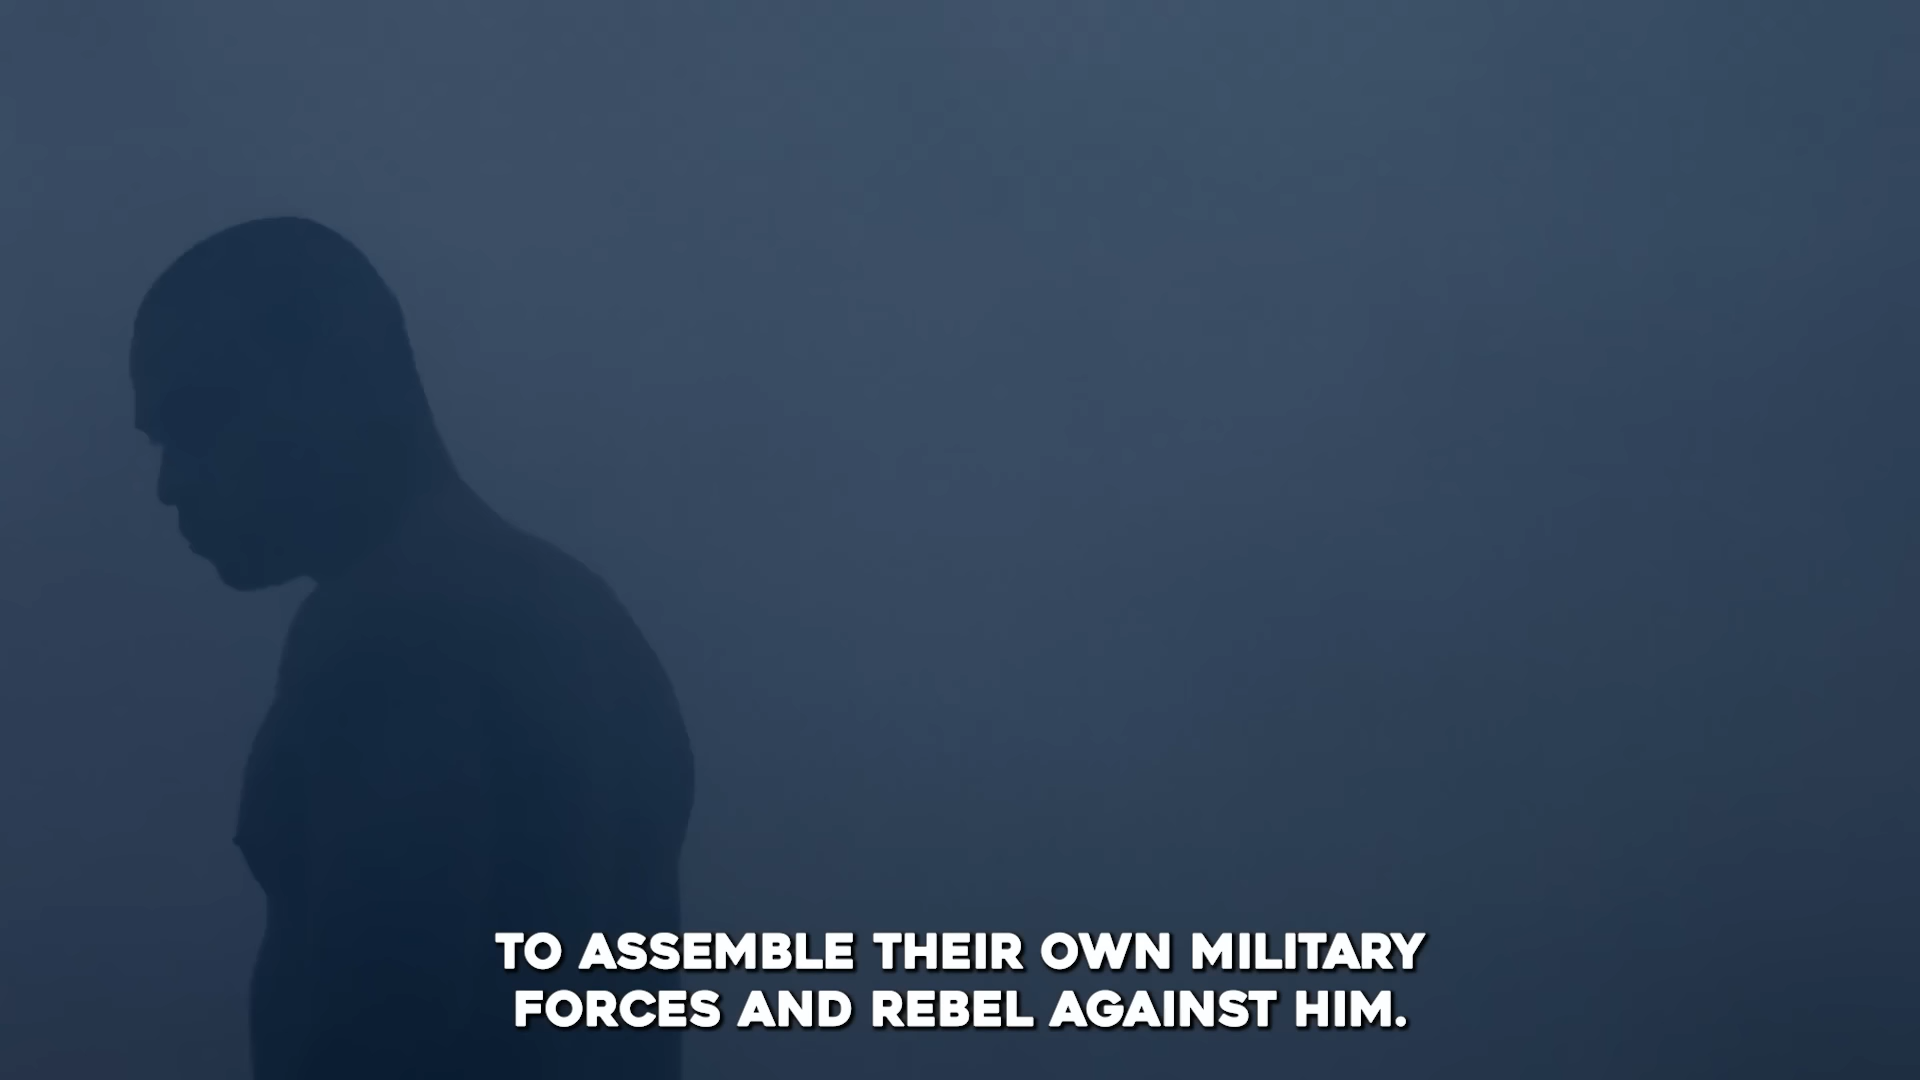 TO ASSEMBLE THEIR OWN MILITARY
FORCES AND REBEL AGAINST HIM.